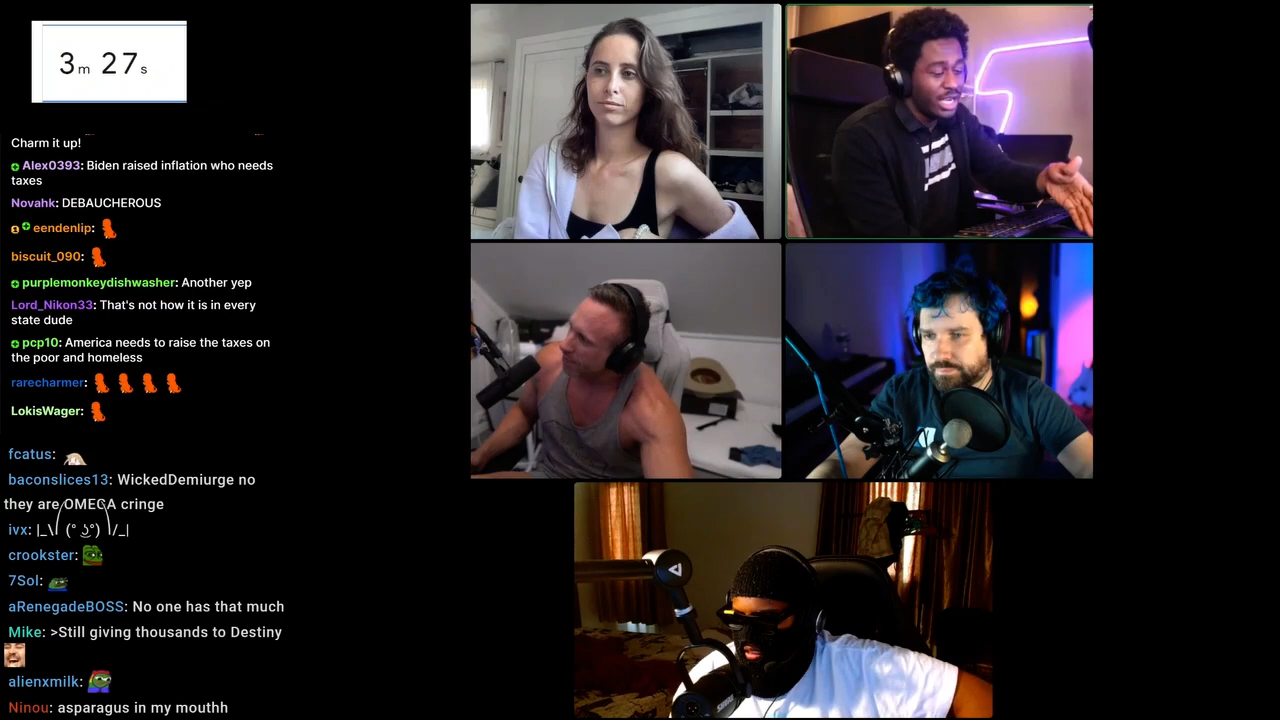 3m 27s
Charm it up!
Alex0393: Biden raised inflation who needs
taxes
Novahk: DEBAUCHEROUS
eendenlip:
biscuit_090:
purplemonkeydishwasher: Another yep
Lord_Nikon33: That's not how it is in every
state dude
pcp10: America needs to raise the taxes on
the poor and homeless
rarecharmer:
LokisWager:
fcatus:
baconslices13: WickedDemiurge no
they are OMEGA cringe
ivx: |_\( (° ͜ʖ°) )/_|
crookster:
7Sol:
aRenegadeBOSS: No one has that much
Mike: >Still giving thousands to Destiny
alienxmilk:
Ninou: asparagus in my mouthh